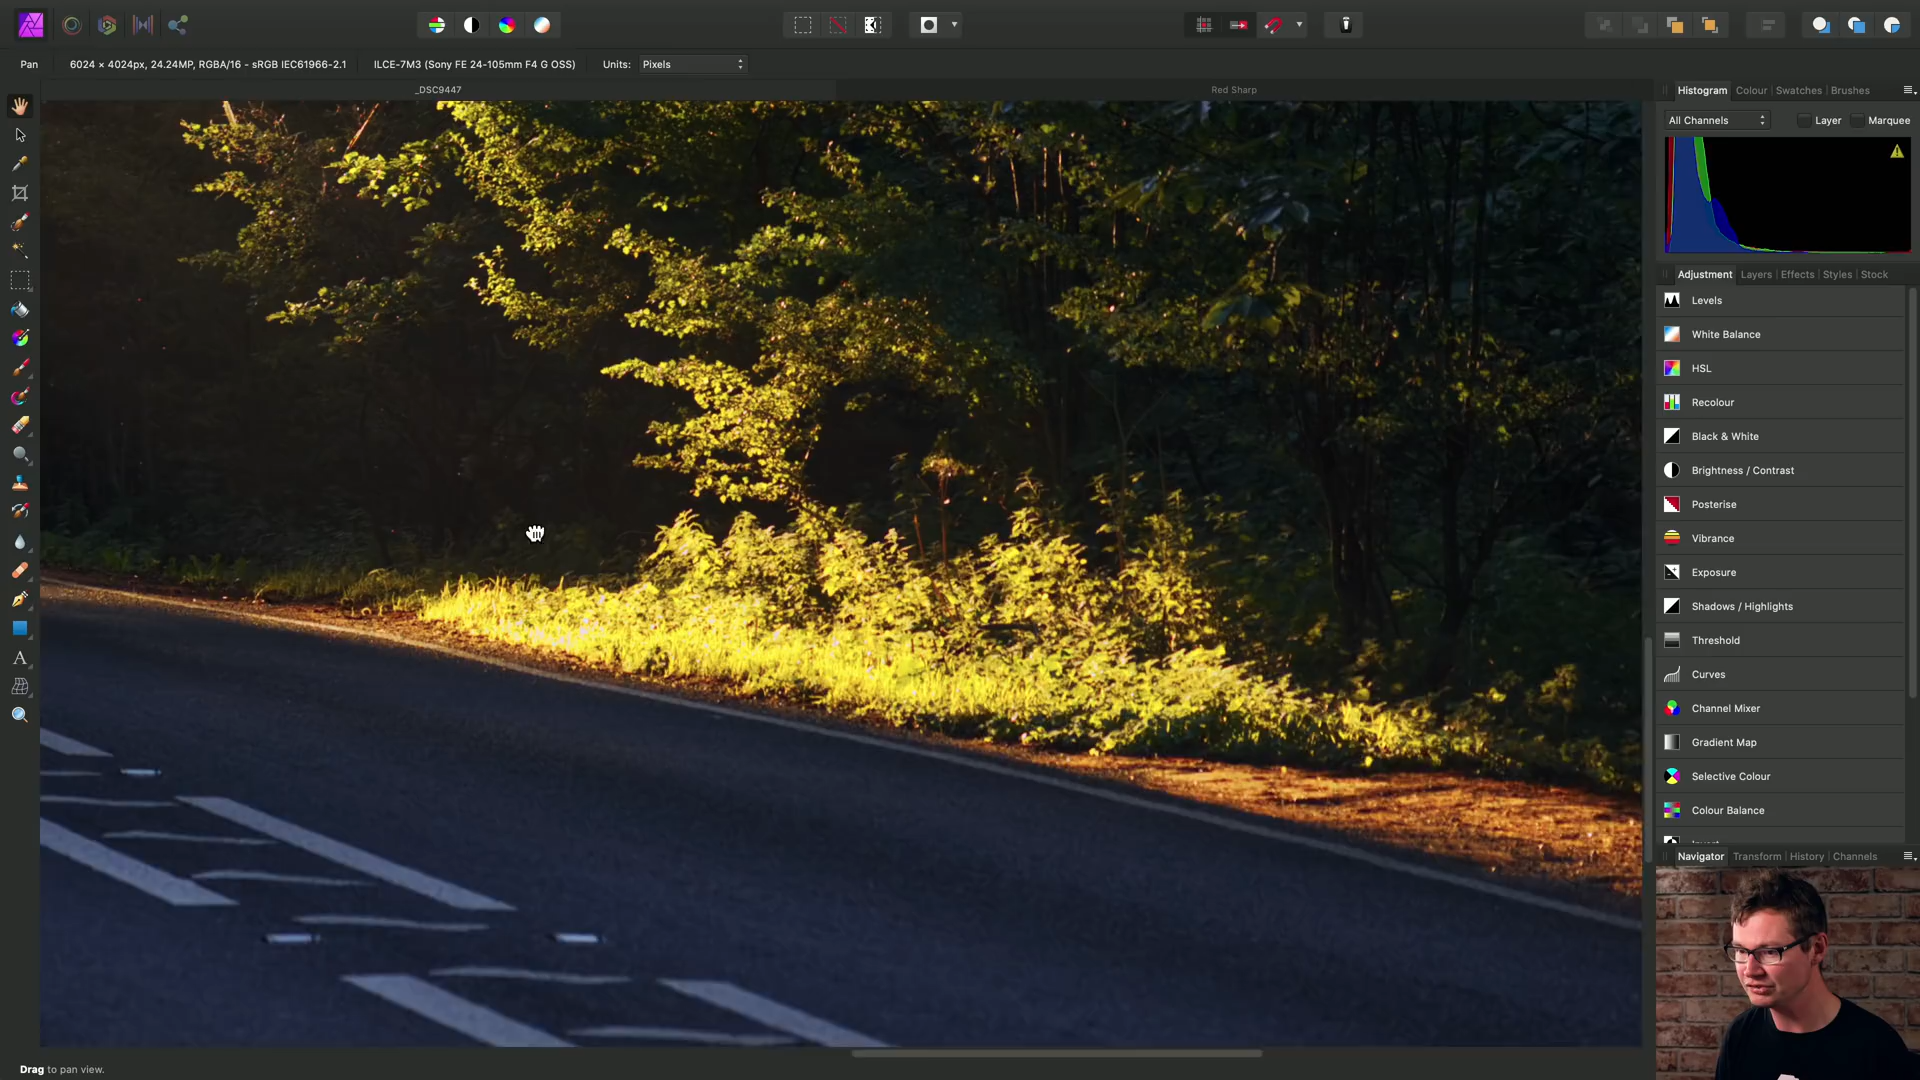 Pan
6024 × 4024px, 24.24MP, RGBA/16 - sRGB IEC61966-2.1
ILCE-7M3 (Sony FE 24-105mm F4 G OSS)
Units:
Pixels
_DSC9447
Red Sharp
Histogram
Colour
Swatches
Brushes
All Channels
Layer
Marquee
Adjustment
Layers
Effects
Styles
Stock
Levels
White Balance
HSL
Recolour
Black & White
Brightness / Contrast
Posterise
Vibrance
Exposure
Shadows / Highlights
Threshold
Curves
Channel Mixer
Gradient Map
Selective Colour
Colour Balance
Navigator
Transform
History
Channels
Drag to pan view.